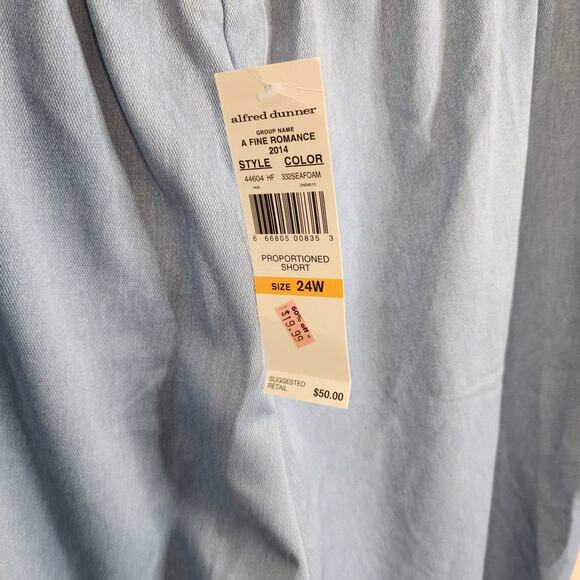 alfred dunner
GROUP NAME
A FINE ROMANCE
2014
STYLE COLOR
44604 HF 332SEAFOAM
6 66805 00835 3
PROPORTIONED
SHORT
SIZE 24W
60% off =
$19.99
SUGGESTED
RETAIL $50.00